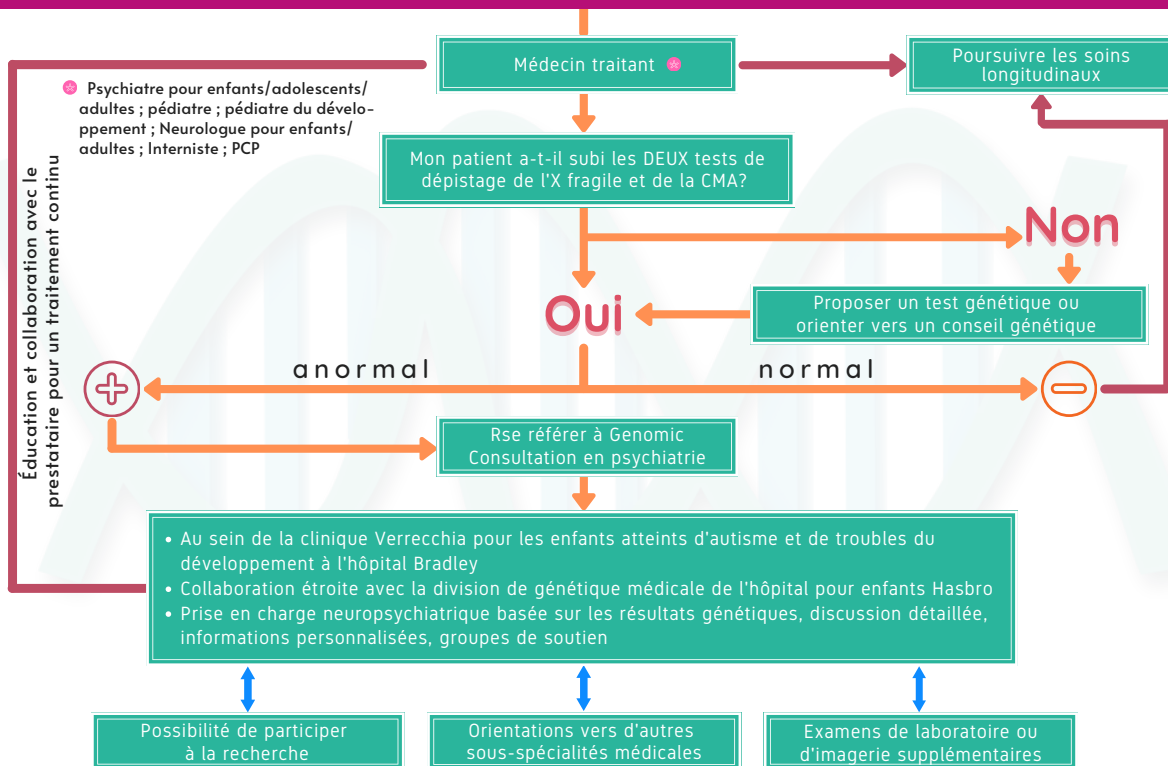 Médecin traitant
Poursuivre les soins
longitudinaux
Psychiatre pour enfants/adolescents/
adultes ; pédiatre ; pédiatre du dévelo-
ppement ; Neurologue pour enfants/
adultes ; Interniste ; PCP
Éducation et collaboration avec le
prestataire pour un traitement continu
Mon patient a-t-il subi les DEUX tests de
dépistage de l'X fragile et de la CMA?
Non
Proposer un test génétique ou
orienter vers un conseil génétique
Oui
anormal
normal
Rse référer à Genomic
Consultation en psychiatrie
• Au sein de la clinique Verrecchia pour les enfants atteints d'autisme et de troubles du
développement à l'hôpital Bradley
• Collaboration étroite avec la division de génétique médicale de l'hôpital pour enfants Hasbro
• Prise en charge neuropsychiatrique basée sur les résultats génétiques, discussion détaillée,
informations personnalisées, groupes de soutien
Possibilité de participer
à la recherche
Orientations vers d'autres
sous-spécialités médicales
Examens de laboratoire ou
d'imagerie supplémentaires